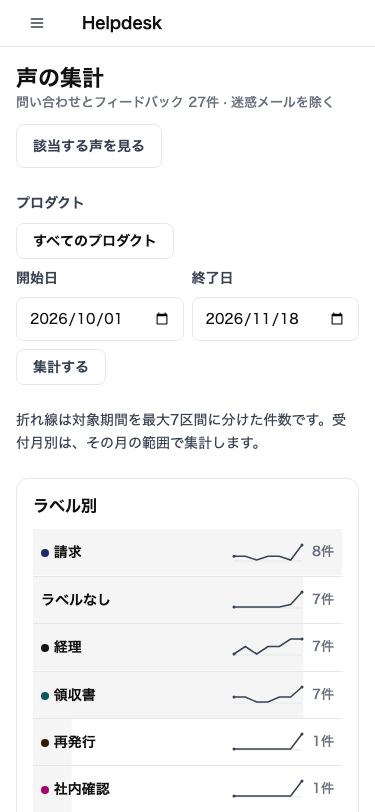 Helpdesk
声の集計
問い合わせとフィードバック 27件 · 迷惑メールを除く
該当する声を見る
プロダクト
すべてのプロダクト
開始日 終了日
2026/10/01 2026/11/18
集計する
折れ線は対象期間を最大7区間に分けた件数です。受
付月別は、その月の範囲で集計します。
ラベル別
請求 8件
ラベルなし 7件
経理 7件
領収書 7件
再発行 1件
社内確認 1件